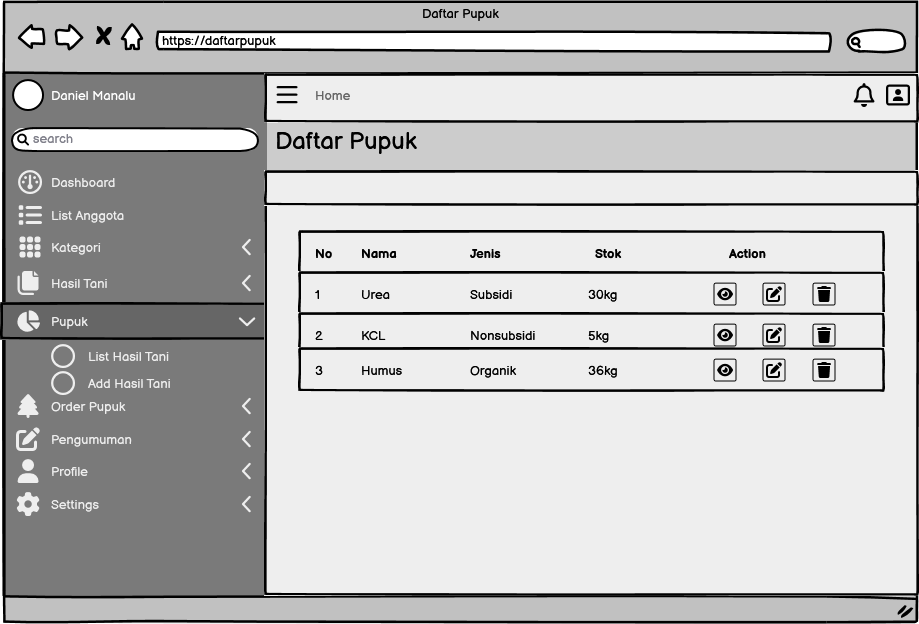 Daftar Pupuk
https://daftarpupuk
Daniel Manalu
search
Dashboard
List Anggota
Kategori
Hasil Tani
Pupuk
List Hasil Tani
Add Hasil Tani
Order Pupuk
Pengumuman
Profile
Settings
Home
Daftar Pupuk
No Nama Jenis Stok Action
1 Urea Subsidi 30kg
2 KCL Nonsubsidi 5kg
3 Humus Organik 36kg